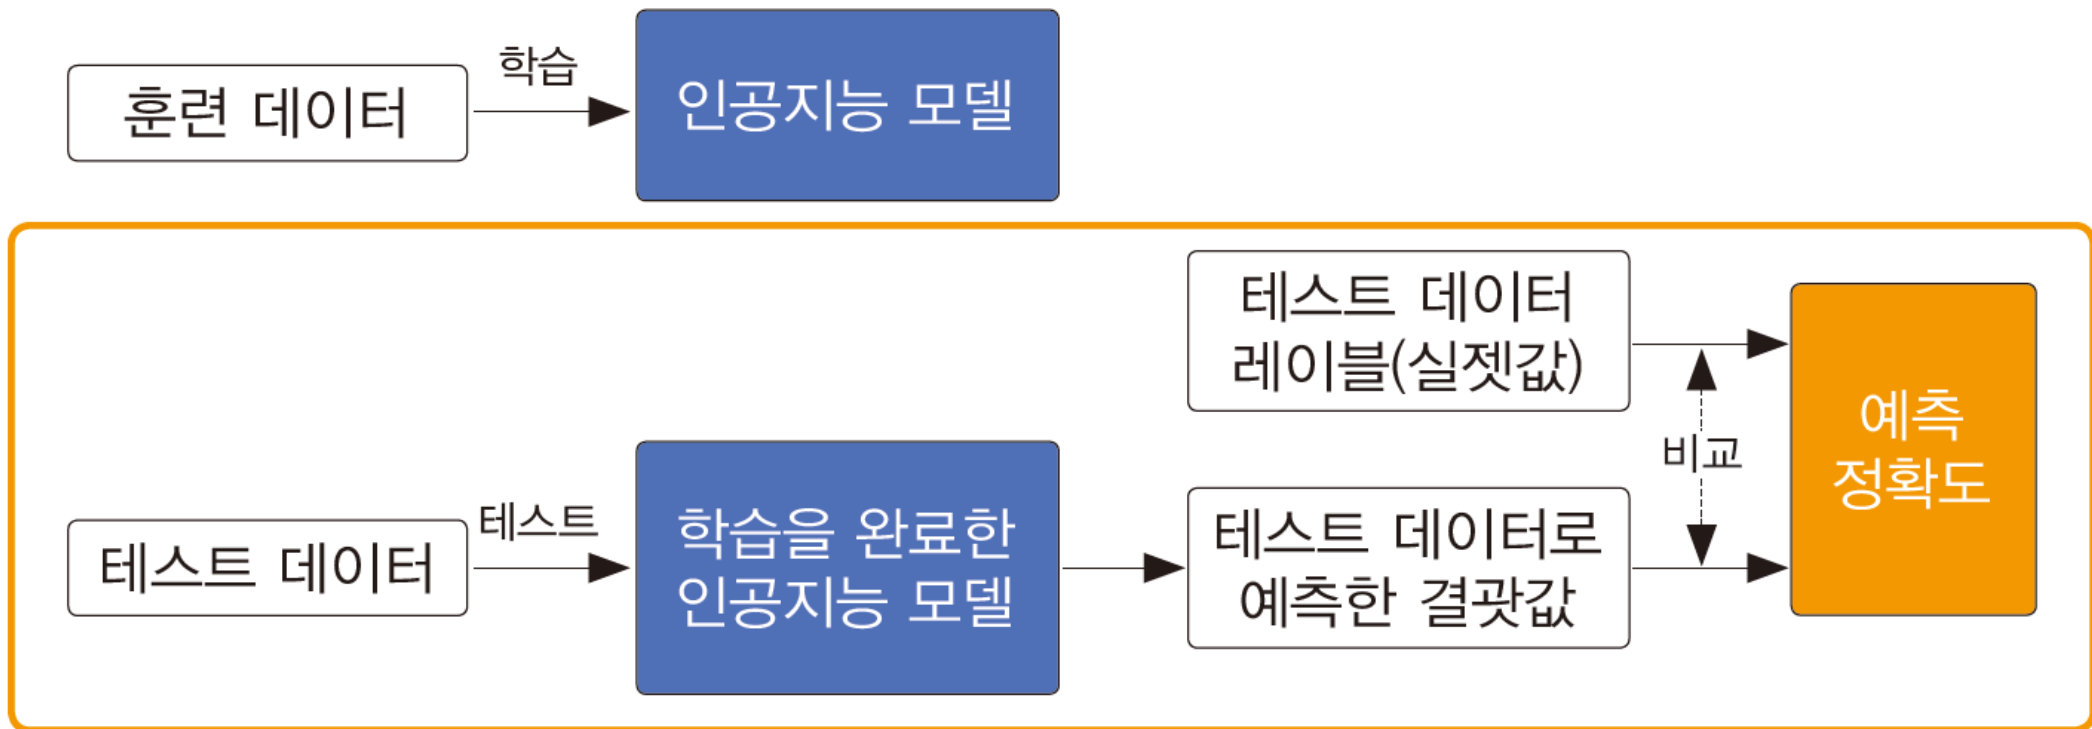 학습
훈련 데이터
인공지능 모델
테스트 데이터
레이블(실젯값)
예측
정확도
비교
테스트
테스트 데이터
학습을 완료한
인공지능 모델
테스트 데이터로
예측한 결괏값